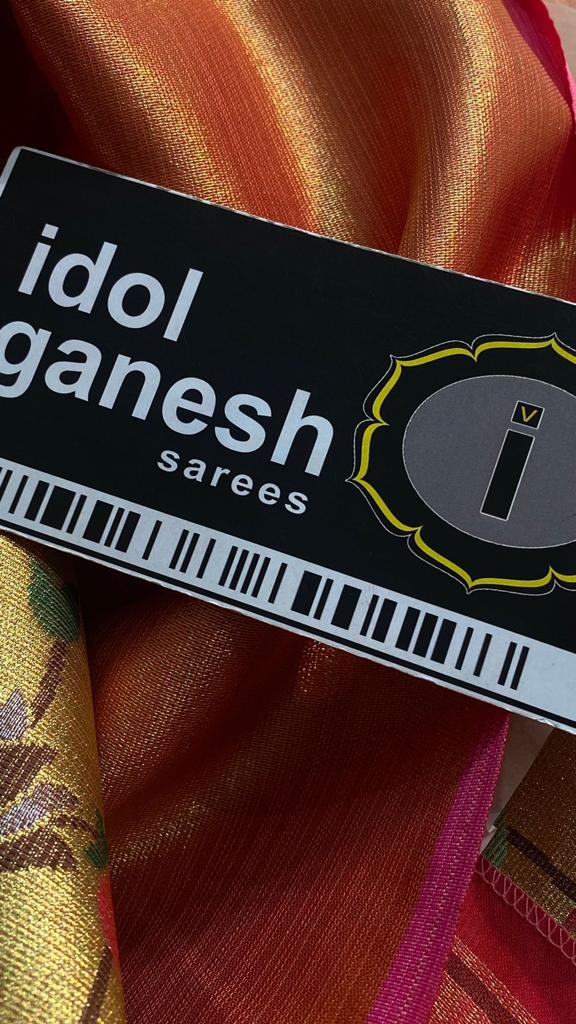 idol
ganesh
sarees
v
i